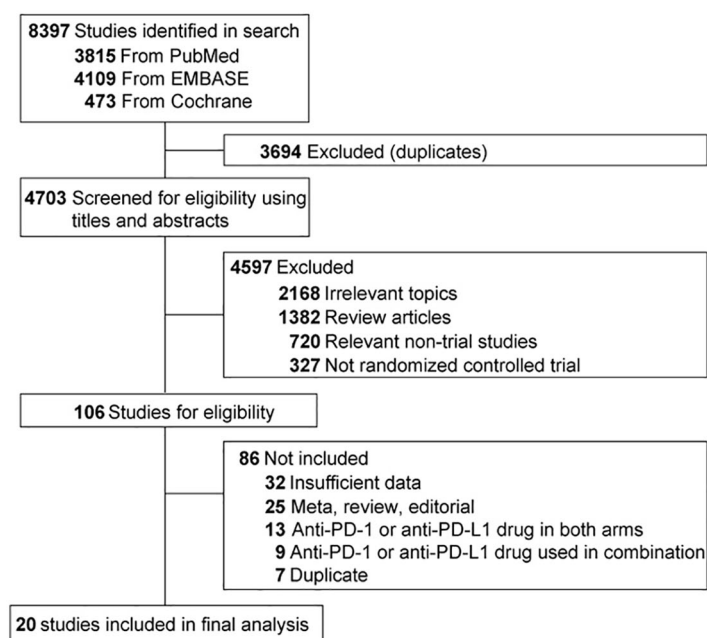 8397 Studies identified in search
3815 From PubMed
4109 From EMBASE
473 From Cochrane
3694 Excluded (duplicates)
4703 Screened for eligibility using
titles and abstracts
4597 Excluded
2168 Irrelevant topics
1382 Review articles
720 Relevant non-trial studies
327 Not randomized controlled trial
106 Studies for eligibility
86 Not included
32 Insufficient data
25 Meta, review, editorial
13 Anti-PD-1 or anti-PD-L1 drug in both arms
9 Anti-PD-1 or anti-PD-L1 drug used in combination
7 Duplicate
20 studies included in final analysis